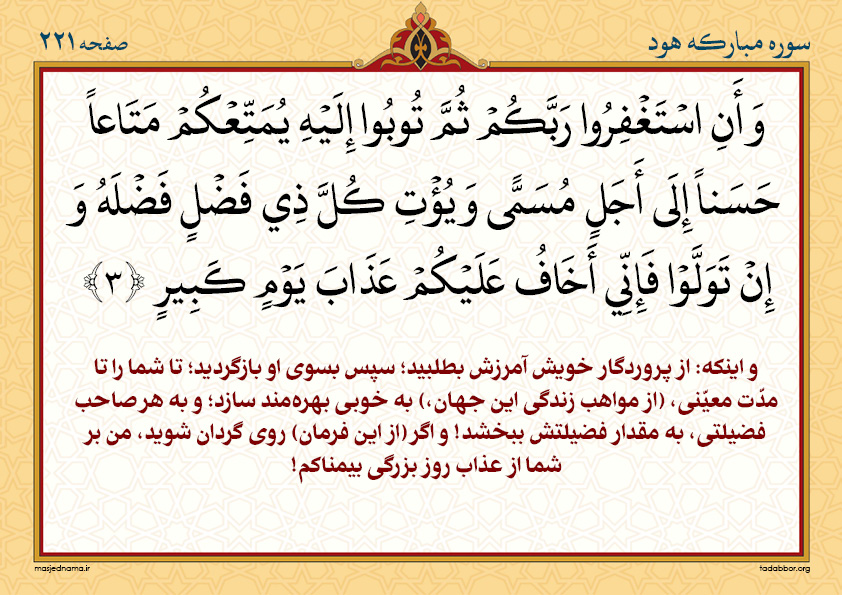 سوره مبارکه هود
صفحه ۲۲۱
وَ أَنِ اسْتَغْفِرُوا رَبَّكُمْ ثُمَّ تُوبُوا إِلَيْهِ يُمَتِّعْكُمْ مَتَاعاً
حَسَناً إِلَى أَجَلٍ مُسَمًّى وَ يُؤْتِ كُلَّ ذِي فَضْلٍ فَضْلَهُ وَ
إِنْ تَوَلَّوْا فَإِنِّي أَخَافُ عَلَيْكُمْ عَذَابَ يَوْمٍ كَبِيرٍ ﴿۳﴾
و اینکه: از پروردگار خویش آمرزش بطلبید؛ سپس بسوی او بازگردید؛ تا شما را تا
مدّت معیّنی، (از مواهب زندگی این جهان،) به خوبی بهره‌مند سازد؛ و به هر صاحب
فضیلتی، به مقدار فضیلتش ببخشد! و اگر (از این فرمان) روی گردان شوید، من بر
شما از عذاب روز بزرگی بیمناکم!
masjednama.ir
tadabbor.org